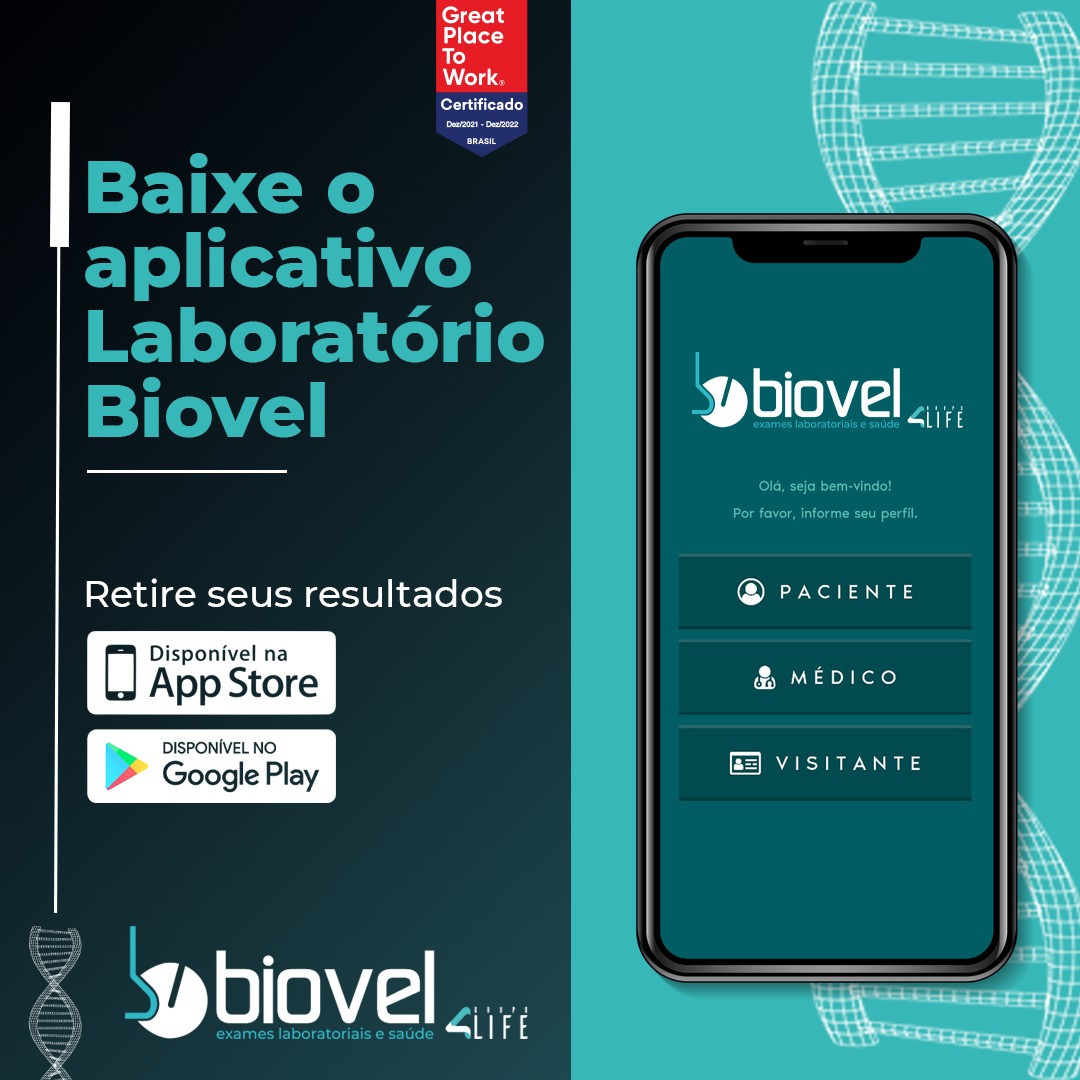 Great
Place
To
Work®
Certificado
Dez/2021 - Dez/2022
BRASIL
Baixe o
aplicativo
Laboratório
Biovel
Retire seus resultados
Disponível na
App Store
DISPONÍVEL NO
Google Play
biovel
exames laboratoriais e saúde
GRUPO
4LIFE
biovel
exames laboratoriais e saúde
GRUPO
4LIFE
Olá, seja bem-vindo!
Por favor, informe seu perfil.
PACIENTE
MÉDICO
VISITANTE